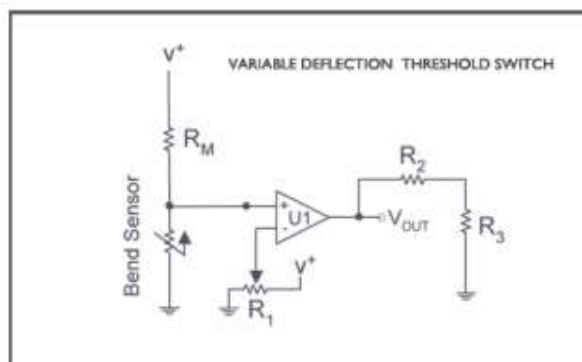 V+
VARIABLE DEFLECTION THRESHOLD SWITCH
RM
R2
Bend Sensor
+
U1
-
VOUT
R3
V+
R1